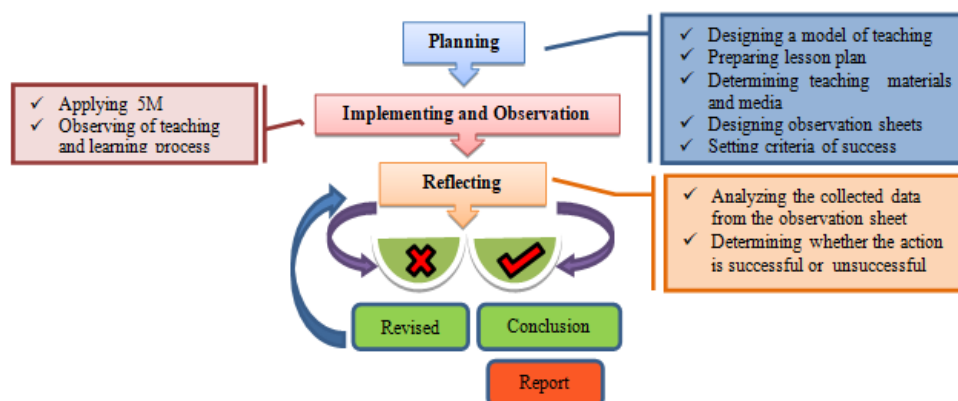 Planning
✓ Designing a model of teaching
✓ Preparing lesson plan
✓ Determining teaching materials
and media
✓ Designing observation sheets
✓ Setting criteria of success
✓ Applying 5M
✓ Observing of teaching
and learning process
Implementing and Observation
Reflecting
✓ Analyzing the collected data
from the observation sheet
✓ Determining whether the action
is successful or unsuccessful
Revised
Conclusion
Report